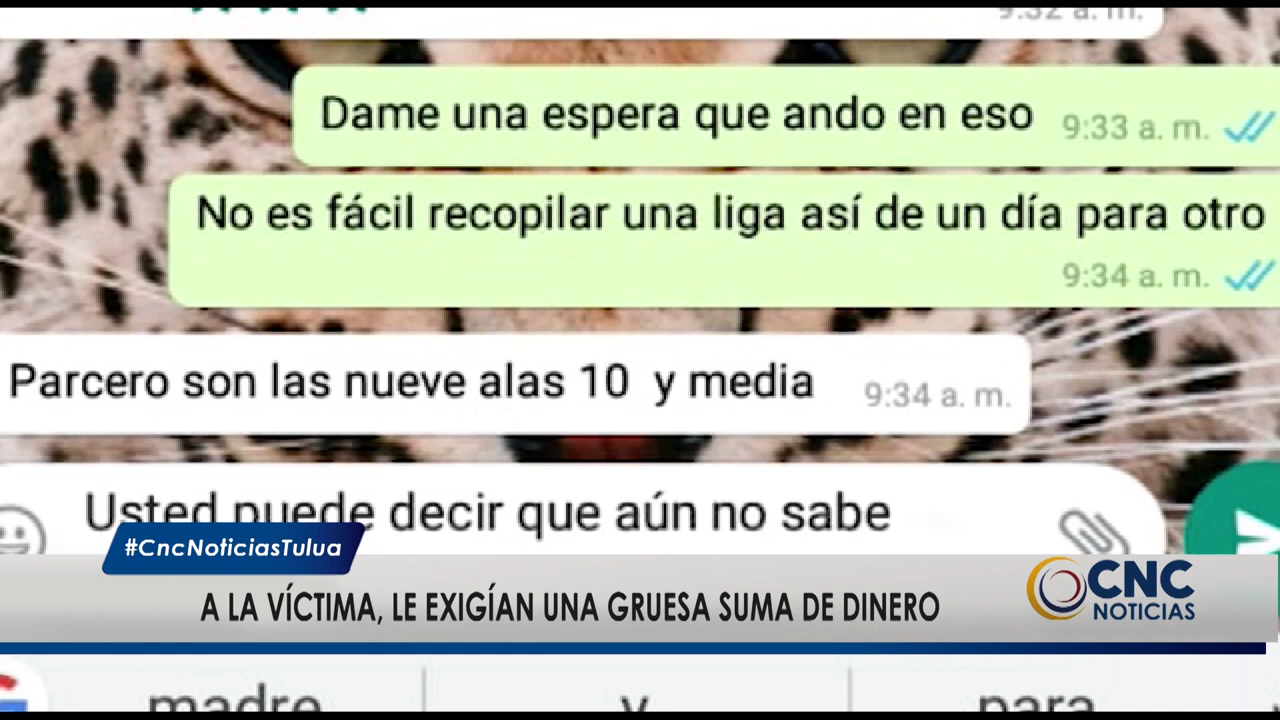 9:32 a. m.
Dame una espera que ando en eso 9:33 a. m.
No es fácil recopilar una liga así de un día para otro
9:34 a. m.
Parcero son las nueve alas 10 y media 9:34 a. m.
Usted puede decir que aún no sabe
#CncNoticiasTulua
A LA VÍCTIMA, LE EXIGÍAN UNA GRUESA SUMA DE DINERO
CNC
NOTICIAS
madre y para